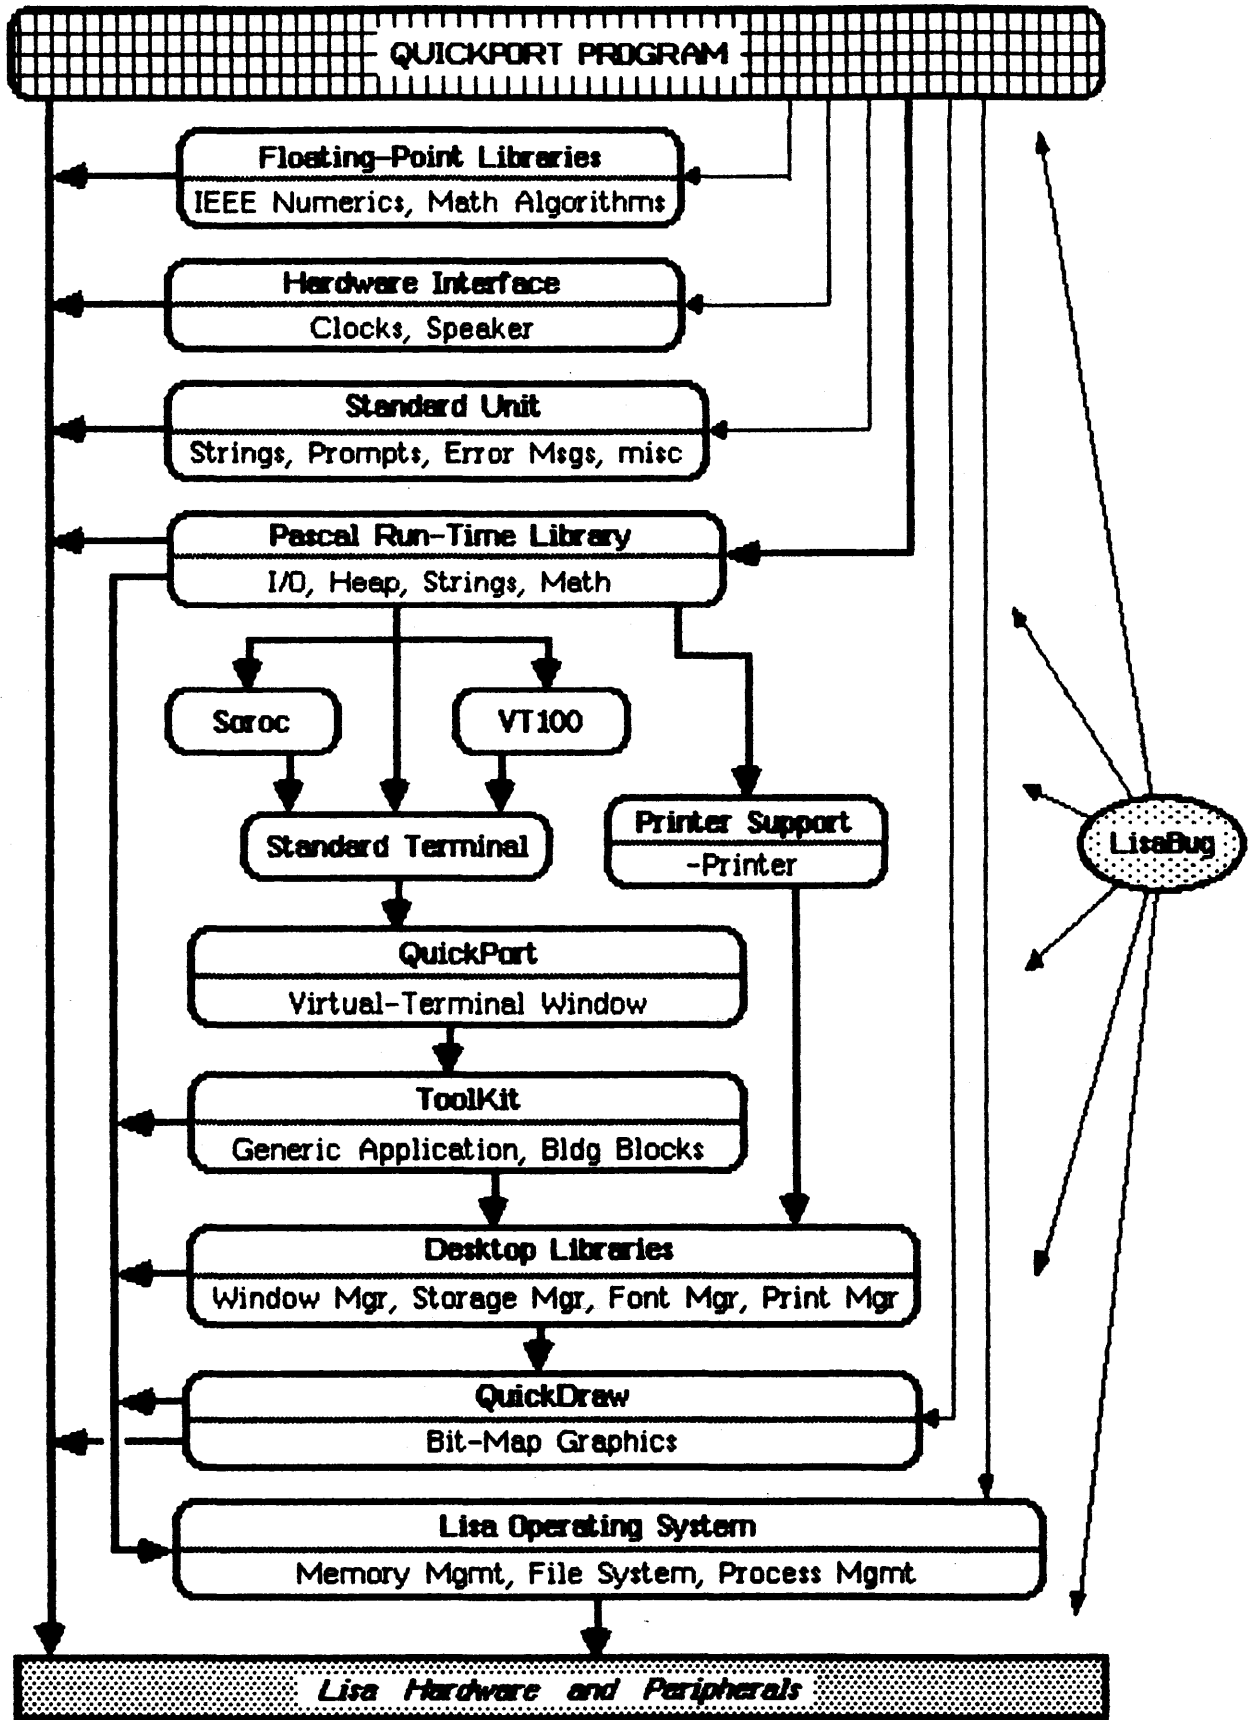 QUICKPORT PROGRAM
Floating-Point Libraries
IEEE Numerics, Math Algorithms
Hardware Interface
Clocks, Speaker
Standard Unit
Strings, Prompts, Error Msgs, misc
Pascal Run-Time Library
I/O, Heap, Strings, Math
Soroc
VT100
Standard Terminal
Printer Support
-Printer
LisaBug
QuickPort
Virtual-Terminal Window
ToolKit
Generic Application, Bldg Blocks
Desktop Libraries
Window Mgr, Storage Mgr, Font Mgr, Print Mgr
QuickDraw
Bit-Map Graphics
Lisa Operating System
Memory Mgmt, File System, Process Mgmt
Lisa Hardware and Peripherals